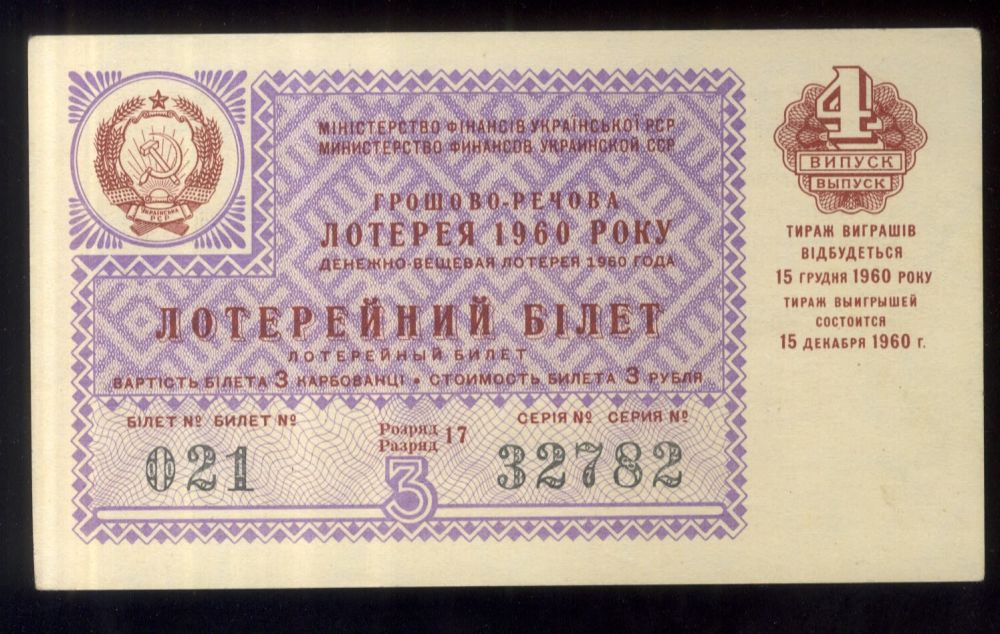 УКРАЇНСЬКА
РСР
МІНІСТЕРСТВО ФІНАНСІВ УКРАЇНСЬКОЇ РСР
МИНИСТЕРСТВО ФИНАНСОВ УКРАИНСКОЙ ССР
ГРОШОВО-РЕЧОВА
ЛОТЕРЕЯ 1960 РОКУ
ДЕНЕЖНО-ВЕЩЕВАЯ ЛОТЕРЕЯ 1960 ГОДА
ЛОТЕРЕЙНИЙ БІЛЕТ
ЛОТЕРЕЙНЫЙ БИЛЕТ
ВАРТІСТЬ БІЛЕТА 3 КАРБОВАНЦІ • СТОИМОСТЬ БИЛЕТА 3 РУБЛЯ
БІЛЕТ № БИЛЕТ №
021
Розряд
Разряд 17
3
СЕРІЯ № СЕРИЯ №
32782
4
ВИПУСК
ВЫПУСК
ТИРАЖ ВИГРАШІВ
ВІДБУДЕТЬСЯ
15 ГРУДНЯ 1960 РОКУ
ТИРАЖ ВЫИГРЫШЕЙ
СОСТОИТСЯ
15 ДЕКАБРЯ 1960 г.